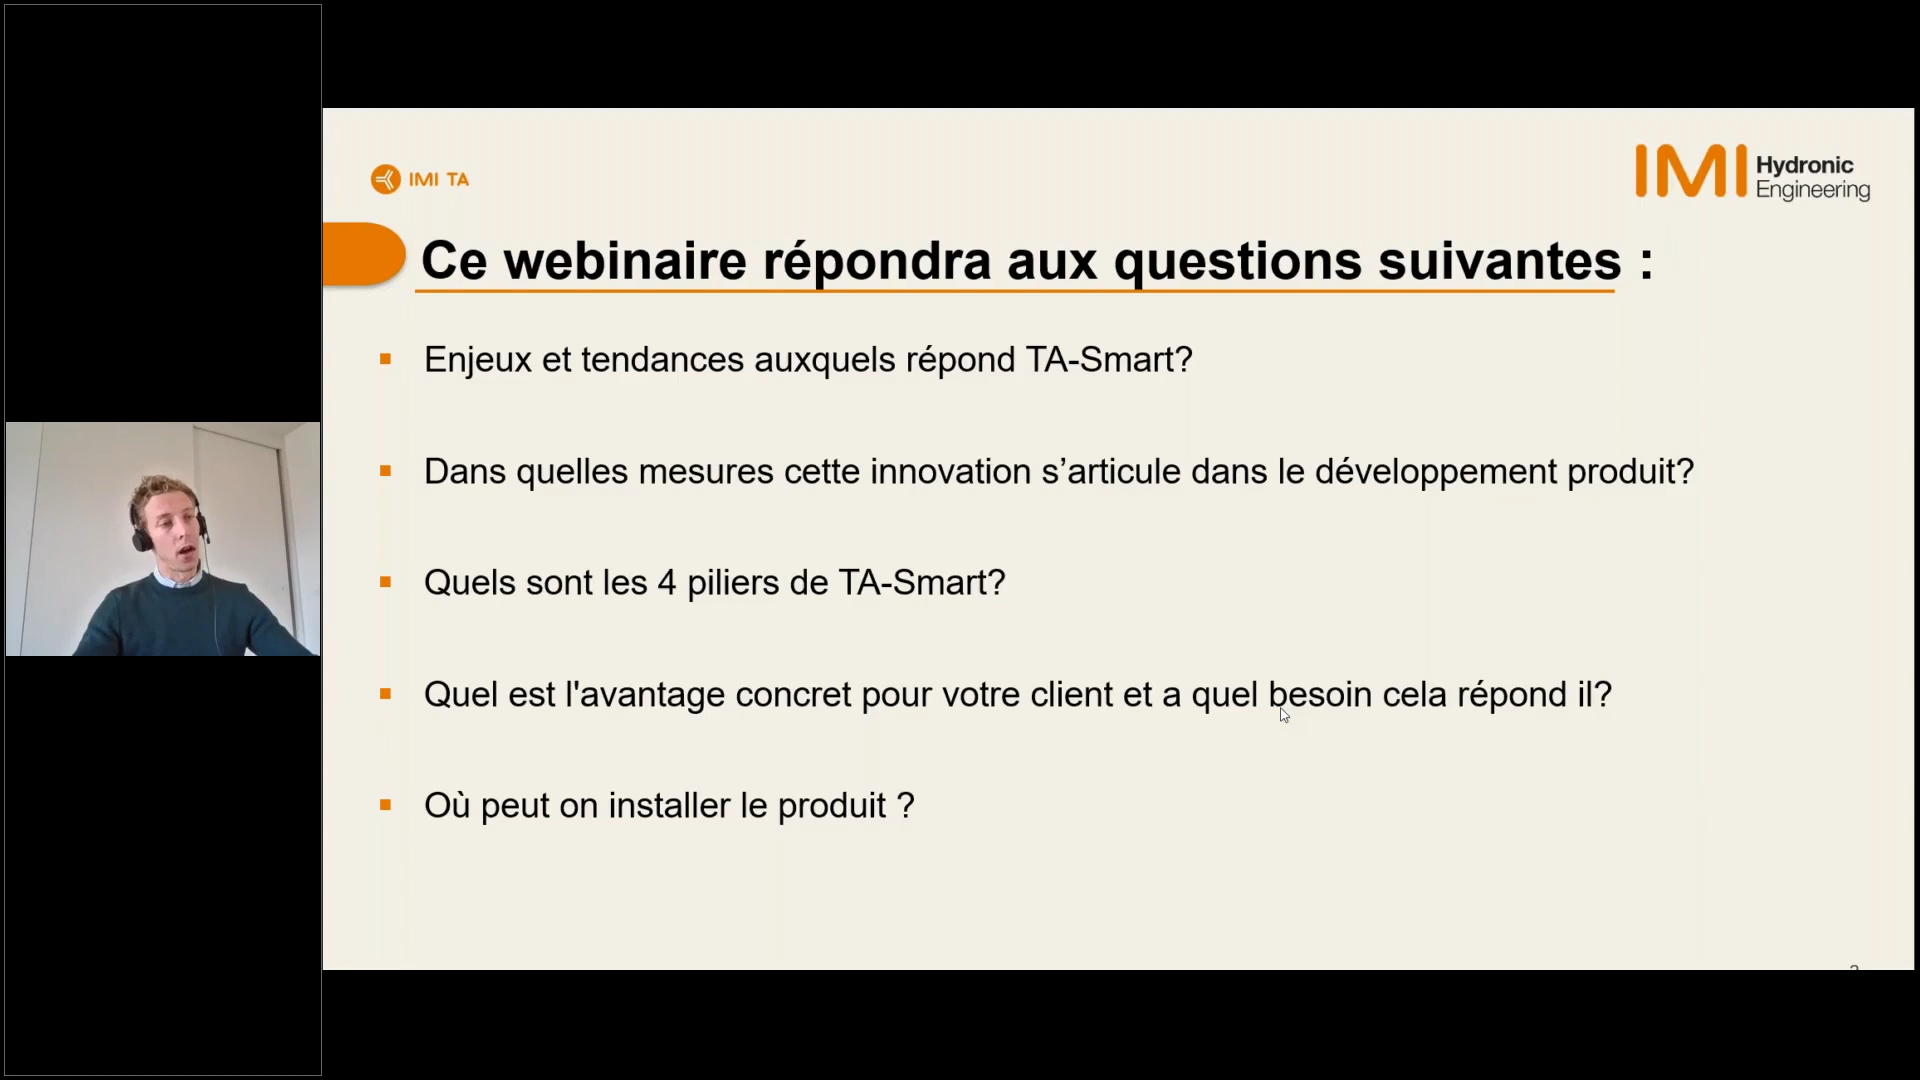 IMI TA
IMI Hydronic
Engineering
Ce webinaire répondra aux questions suivantes :
Enjeux et tendances auxquels répond TA-Smart?
Dans quelles mesures cette innovation s’articule dans le développement produit?
Quels sont les 4 piliers de TA-Smart?
Quel est l'avantage concret pour votre client et a quel besoin cela répond il?
Où peut on installer le produit ?